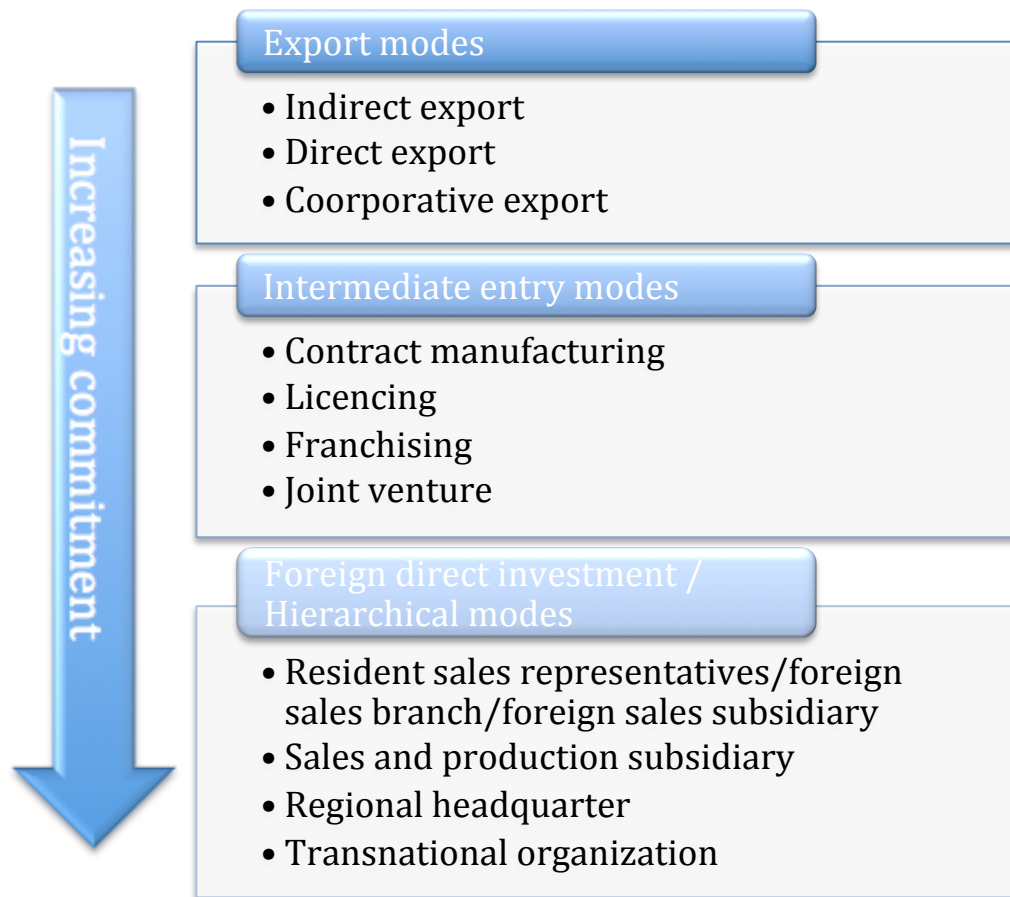 Increasing commitment
Export modes
• Indirect export
• Direct export
• Coorporative export
Intermediate entry modes
• Contract manufacturing
• Licencing
• Franchising
• Joint venture
Foreign direct investment /
Hierarchical modes
• Resident sales representatives/foreign
sales branch/foreign sales subsidiary
• Sales and production subsidiary
• Regional headquarter
• Transnational organization